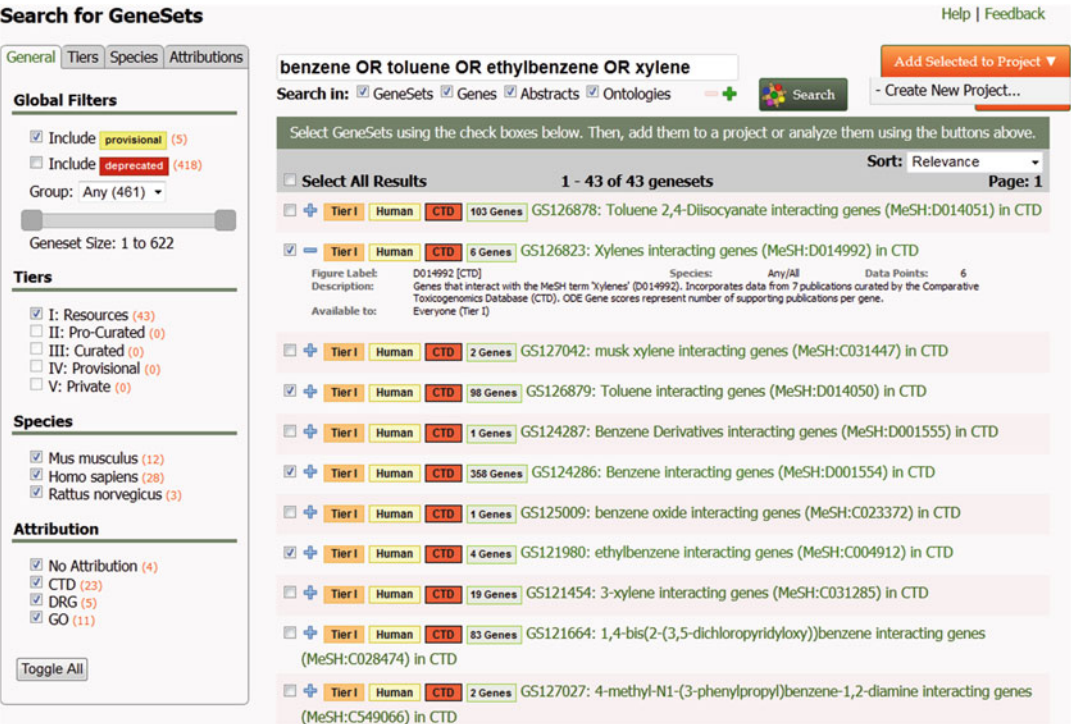 Search for GeneSets
Help | Feedback
General Tiers Species Attributions
Global Filters
Include provisional (5)
Include deprecated (418)
Group: Any (461)
Geneset Size: 1 to 622
Tiers
I: Resources (43)
II: Pro-Curated (0)
III: Curated (0)
IV: Provisional (0)
V: Private (0)
Species
Mus musculus (12)
Homo sapiens (28)
Rattus norvegicus (3)
Attribution
No Attribution (4)
CTD (23)
DRG (5)
GO (11)
Toggle All
benzene OR toluene OR ethylbenzene OR xylene
Search in: GeneSets Genes Abstracts Ontologies
Search
Add Selected to Project ▼
- Create New Project...
Select GeneSets using the check boxes below. Then, add them to a project or analyze them using the buttons above.
Sort: Relevance
Select All Results 1 - 43 of 43 genesets Page: 1
Tier I Human CTD 103 Genes GS126878: Toluene 2,4-Diisocyanate interacting genes (MeSH:D014051) in CTD
Tier I Human CTD 6 Genes GS126823: Xylenes interacting genes (MeSH:D014992) in CTD
Figure Label: D014992 [CTD] Species: Any/All Data Points: 6
Description: Genes that interact with the MeSH term 'Xylenes' (D014992). Incorporates data from 7 publications curated by the Comparative
Toxicogenomics Database (CTD). ODE Gene scores represent number of supporting publications per gene.
Available to: Everyone (Tier I)
Tier I Human CTD 2 Genes GS127042: musk xylene interacting genes (MeSH:C031447) in CTD
Tier I Human CTD 98 Genes GS126879: Toluene interacting genes (MeSH:D014050) in CTD
Tier I Human CTD 1 Genes GS124287: Benzene Derivatives interacting genes (MeSH:D001555) in CTD
Tier I Human CTD 358 Genes GS124286: Benzene interacting genes (MeSH:D001554) in CTD
Tier I Human CTD 1 Genes GS125009: benzene oxide interacting genes (MeSH:C023372) in CTD
Tier I Human CTD 4 Genes GS121980: ethylbenzene interacting genes (MeSH:C004912) in CTD
Tier I Human CTD 19 Genes GS121454: 3-xylene interacting genes (MeSH:C031285) in CTD
Tier I Human CTD 83 Genes GS121664: 1,4-bis(2-(3,5-dichloropyridyloxy))benzene interacting genes
(MeSH:C028474) in CTD
Tier I Human CTD 2 Genes GS127027: 4-methyl-N1-(3-phenylpropyl)benzene-1,2-diamine interacting genes
(MeSH:C549066) in CTD